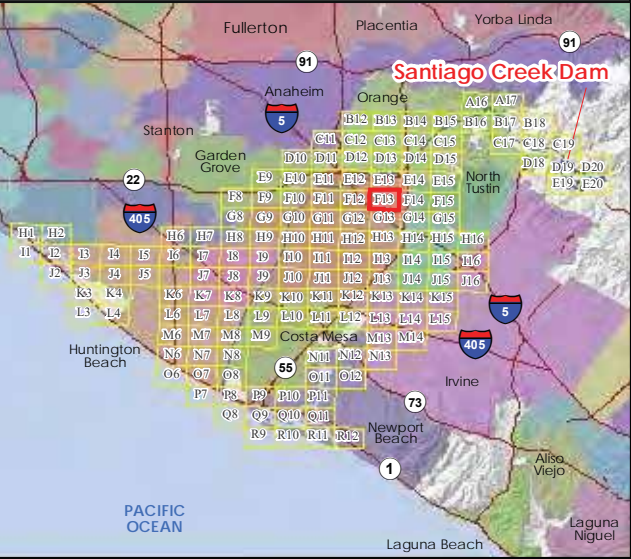 Fullerton
Placentia
Yorba Linda
91
91
Santiago Creek Dam
Anaheim
Orange
5
A16 A17
B12 B13 B14 B15 B16 B17 B18
Stanton
C11 C12 C13 C14 C15 C17 C18 C19
Garden
Grove
D10 D11 D12 D13 D14 D15 D18 D19 D20
22
E9 E10 E11 E12 E13 E14 E15 E19 E20
North
Tustin
F8 F9 F10 F11 F12 F13 F14 F15
405
G8 G9 G10 G11 G12 G13 G14 G15
H1 H2 H6 H7 H8 H9 H10 H11 H12 H13 H14 H15 H16
I1 I2 I3 I4 I5 I6 I7 I8 I9 I10 I11 I12 I13 I14 I15 I16
J2 J3 J4 J5 J7 J8 J9 J10 J11 J12 J13 J14 J15 J16
K3 K4 K6 K7 K8 K9 K10 K11 K12 K13 K14 K15
L3 L4 L6 L7 L8 L9 L10 L11 L12 L13 L14 L15
5
M6 M7 M8 M9 Costa Mesa M13 M14
405
Huntington
Beach
N6 N7 N8 N11 N12 N13
55
O6 O7 O8 O11 O12
Irvine
P7 P8 P9 P10 P11
73
Q8 Q9 Q10 Q11
Newport
Beach
R9 R10 R11 R12
1
Aliso
Viejo
PACIFIC
OCEAN
Laguna
Niguel
Laguna Beach